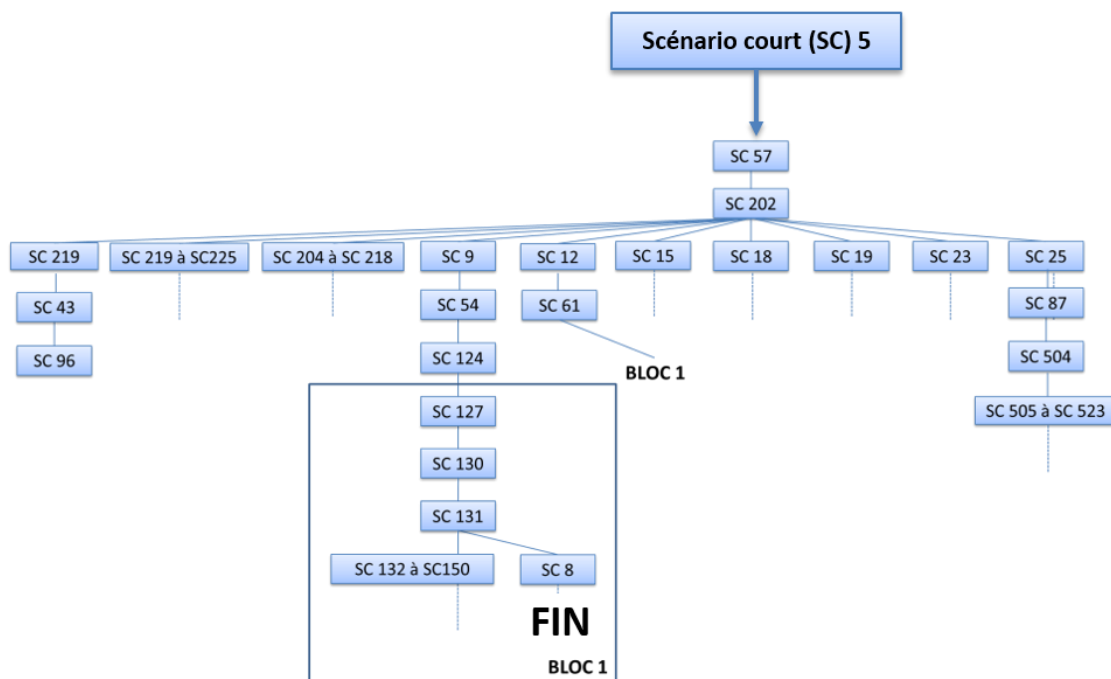 Scénario court (SC) 5
SC 57
SC 202
SC 219
SC 219 à SC225
SC 204 à SC 218
SC 9
SC 12
SC 15
SC 18
SC 19
SC 23
SC 25
SC 43
SC 54
SC 61
SC 87
SC 96
SC 124
SC 504
BLOC 1
SC 127
SC 505 à SC 523
SC 130
SC 131
SC 132 à SC150
SC 8
FIN
BLOC 1